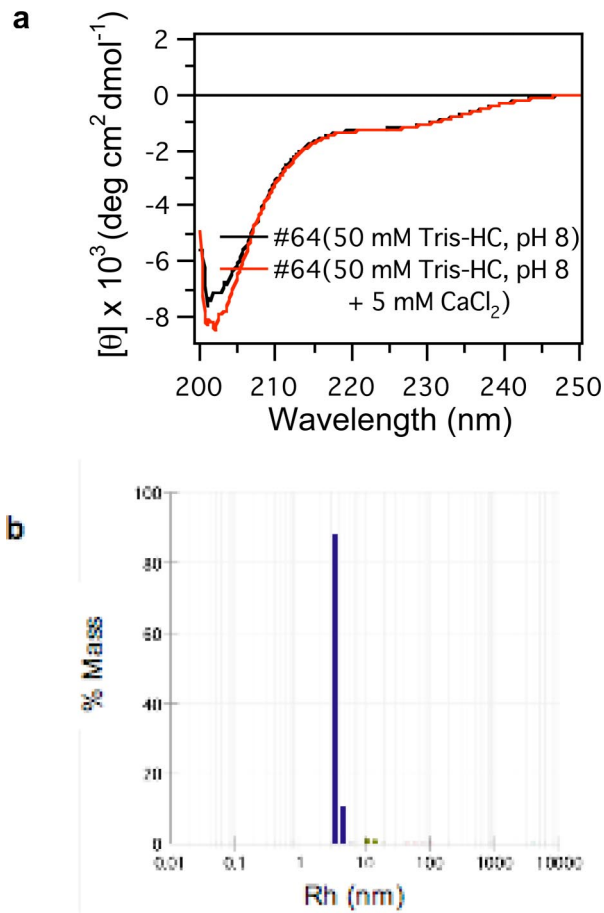 a
[θ] x 10³ (deg cm² dmol⁻¹)
2
0
-2
-4
-6
-8
#64(50 mM Tris-HC, pH 8)
#64(50 mM Tris-HC, pH 8
+ 5 mM CaCl₂)
200 210 220 230 240 250
Wavelength (nm)
b
% Mass
100
80
60
40
20
0
0.01 0.1 1 10 100 1000 10000
Rh (nm)